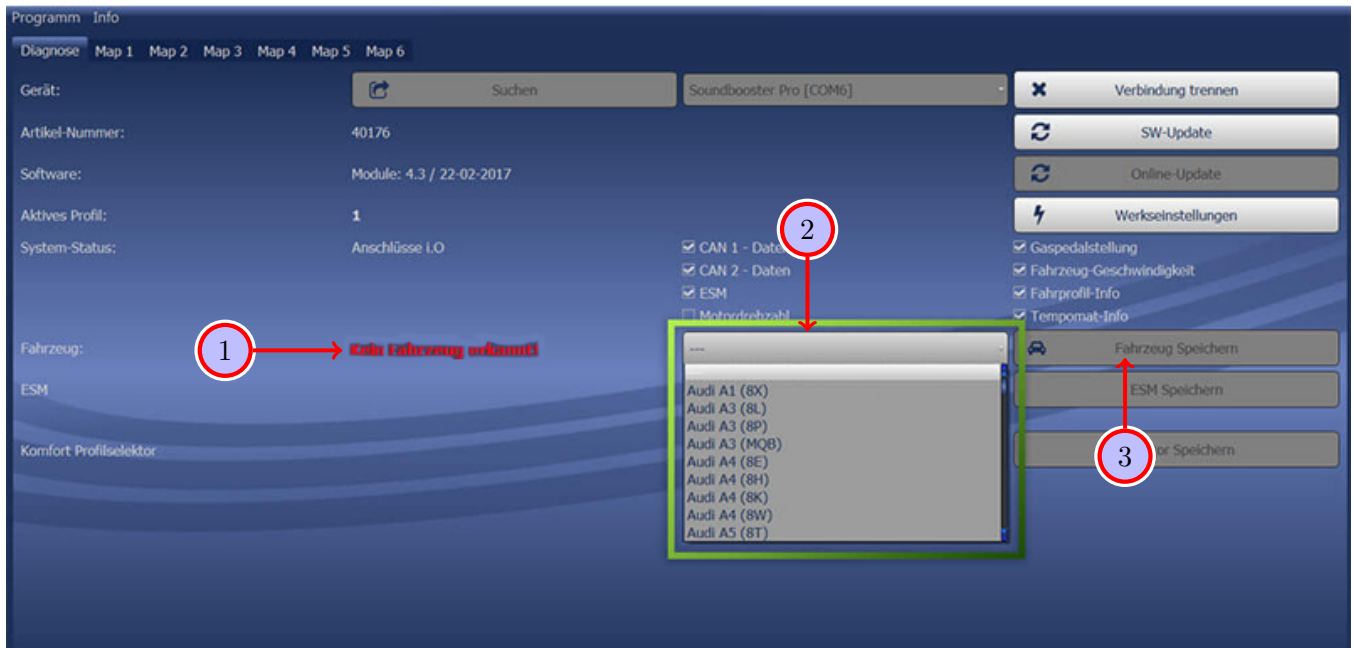 Programm Info
Diagnose Map 1 Map 2 Map 3 Map 4 Map 5 Map 6
Gerät: Suchen Soundbooster Pro [COM6] Verbindung trennen
Artikel-Nummer: 40176 SW-Update
Software: Module: 4.3 / 22-02-2017 Online-Update
Aktives Profil: 1 Werkseinstellungen
2
System-Status: Anschlüsse i.O CAN 1 - Daten Gaspedalstellung
CAN 2 - Daten Fahrzeug-Geschwindigkeit
ESM Fahrprofil-Info
Motordrehzahl Tempomat-Info
1
Fahrzeug: Kein Fahrzeug erkannt! --- Fahrzeug Speichern
ESM ESM Speichern
Audi A1 (8X)
Audi A3 (8L)
Audi A3 (8P)
Audi A3 (MQB)
Komfort Profilselektor 3 or Speichern
Audi A4 (8E)
Audi A4 (8H)
Audi A4 (8K)
Audi A4 (8W)
Audi A5 (8T)